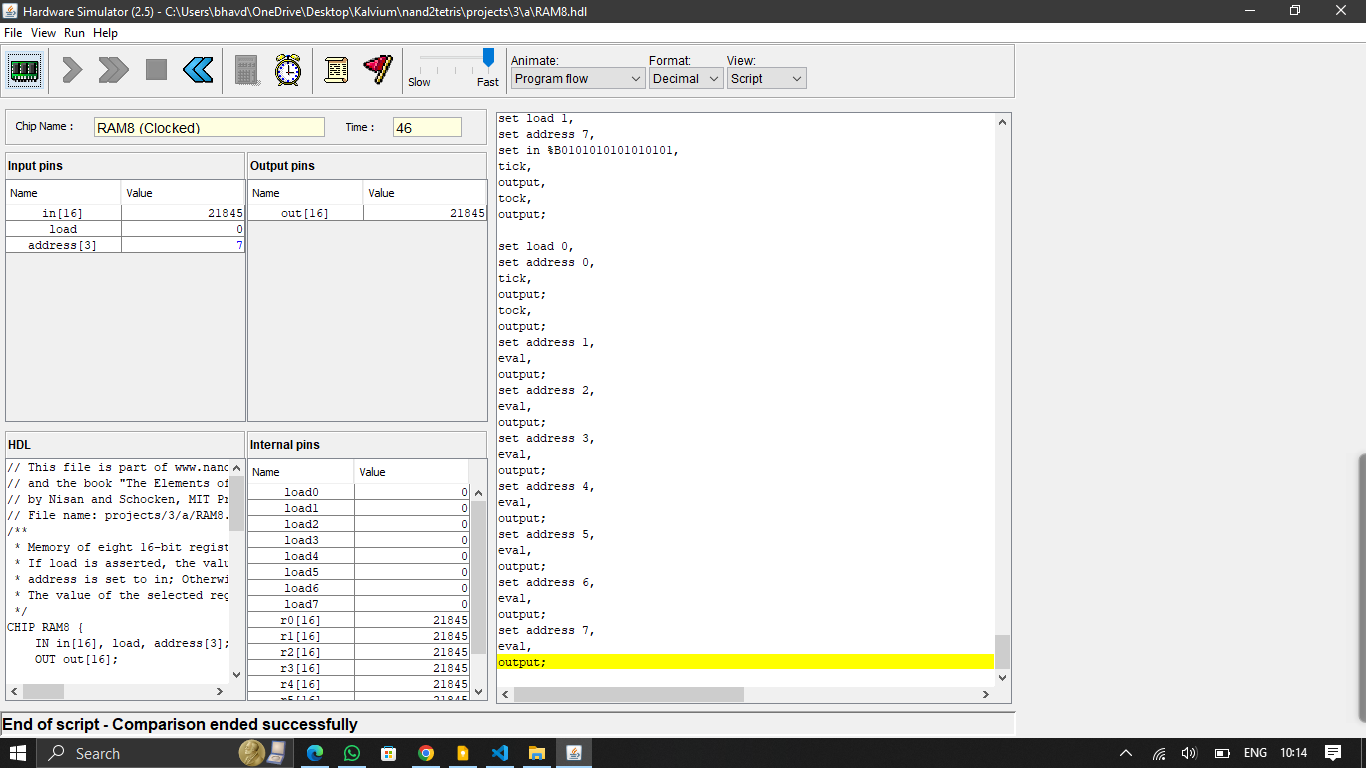 Hardware Simulator (2.5) - C:\Users\bhavd\OneDrive\Desktop\Kalvium\nand2tetris\projects\3\a\RAM8.hdl
File View Run Help
Slow Fast
Animate: Format: View:
Program flow Decimal Script
Chip Name : RAM8 (Clocked) Time : 46
Input pins
Name Value
in[16] 21845
load 0
address[3] 7
Output pins
Name Value
out[16] 21845
HDL
// This file is part of www.nand
// and the book "The Elements of
// by Nisan and Schocken, MIT Pr
// File name: projects/3/a/RAM8.
/**
* Memory of eight 16-bit regist
* If load is asserted, the valu
* address is set to in; Otherwi
* The value of the selected reg
*/
CHIP RAM8 {
IN in[16], load, address[3];
OUT out[16];
Internal pins
Name Value
load0 0
load1 0
load2 0
load3 0
load4 0
load5 0
load6 0
load7 0
r0[16] 21845
r1[16] 21845
r2[16] 21845
r3[16] 21845
r4[16] 21845
r5[16] 21845
set load 1,
set address 7,
set in %B0101010101010101,
tick,
output,
tock,
output;
set load 0,
set address 0,
tick,
output;
tock,
output;
set address 1,
eval,
output;
set address 2,
eval,
output;
set address 3,
eval,
output;
set address 4,
eval,
output;
set address 5,
eval,
output;
set address 6,
eval,
output;
set address 7,
eval,
output;
End of script - Comparison ended successfully
Search
ENG 10:14